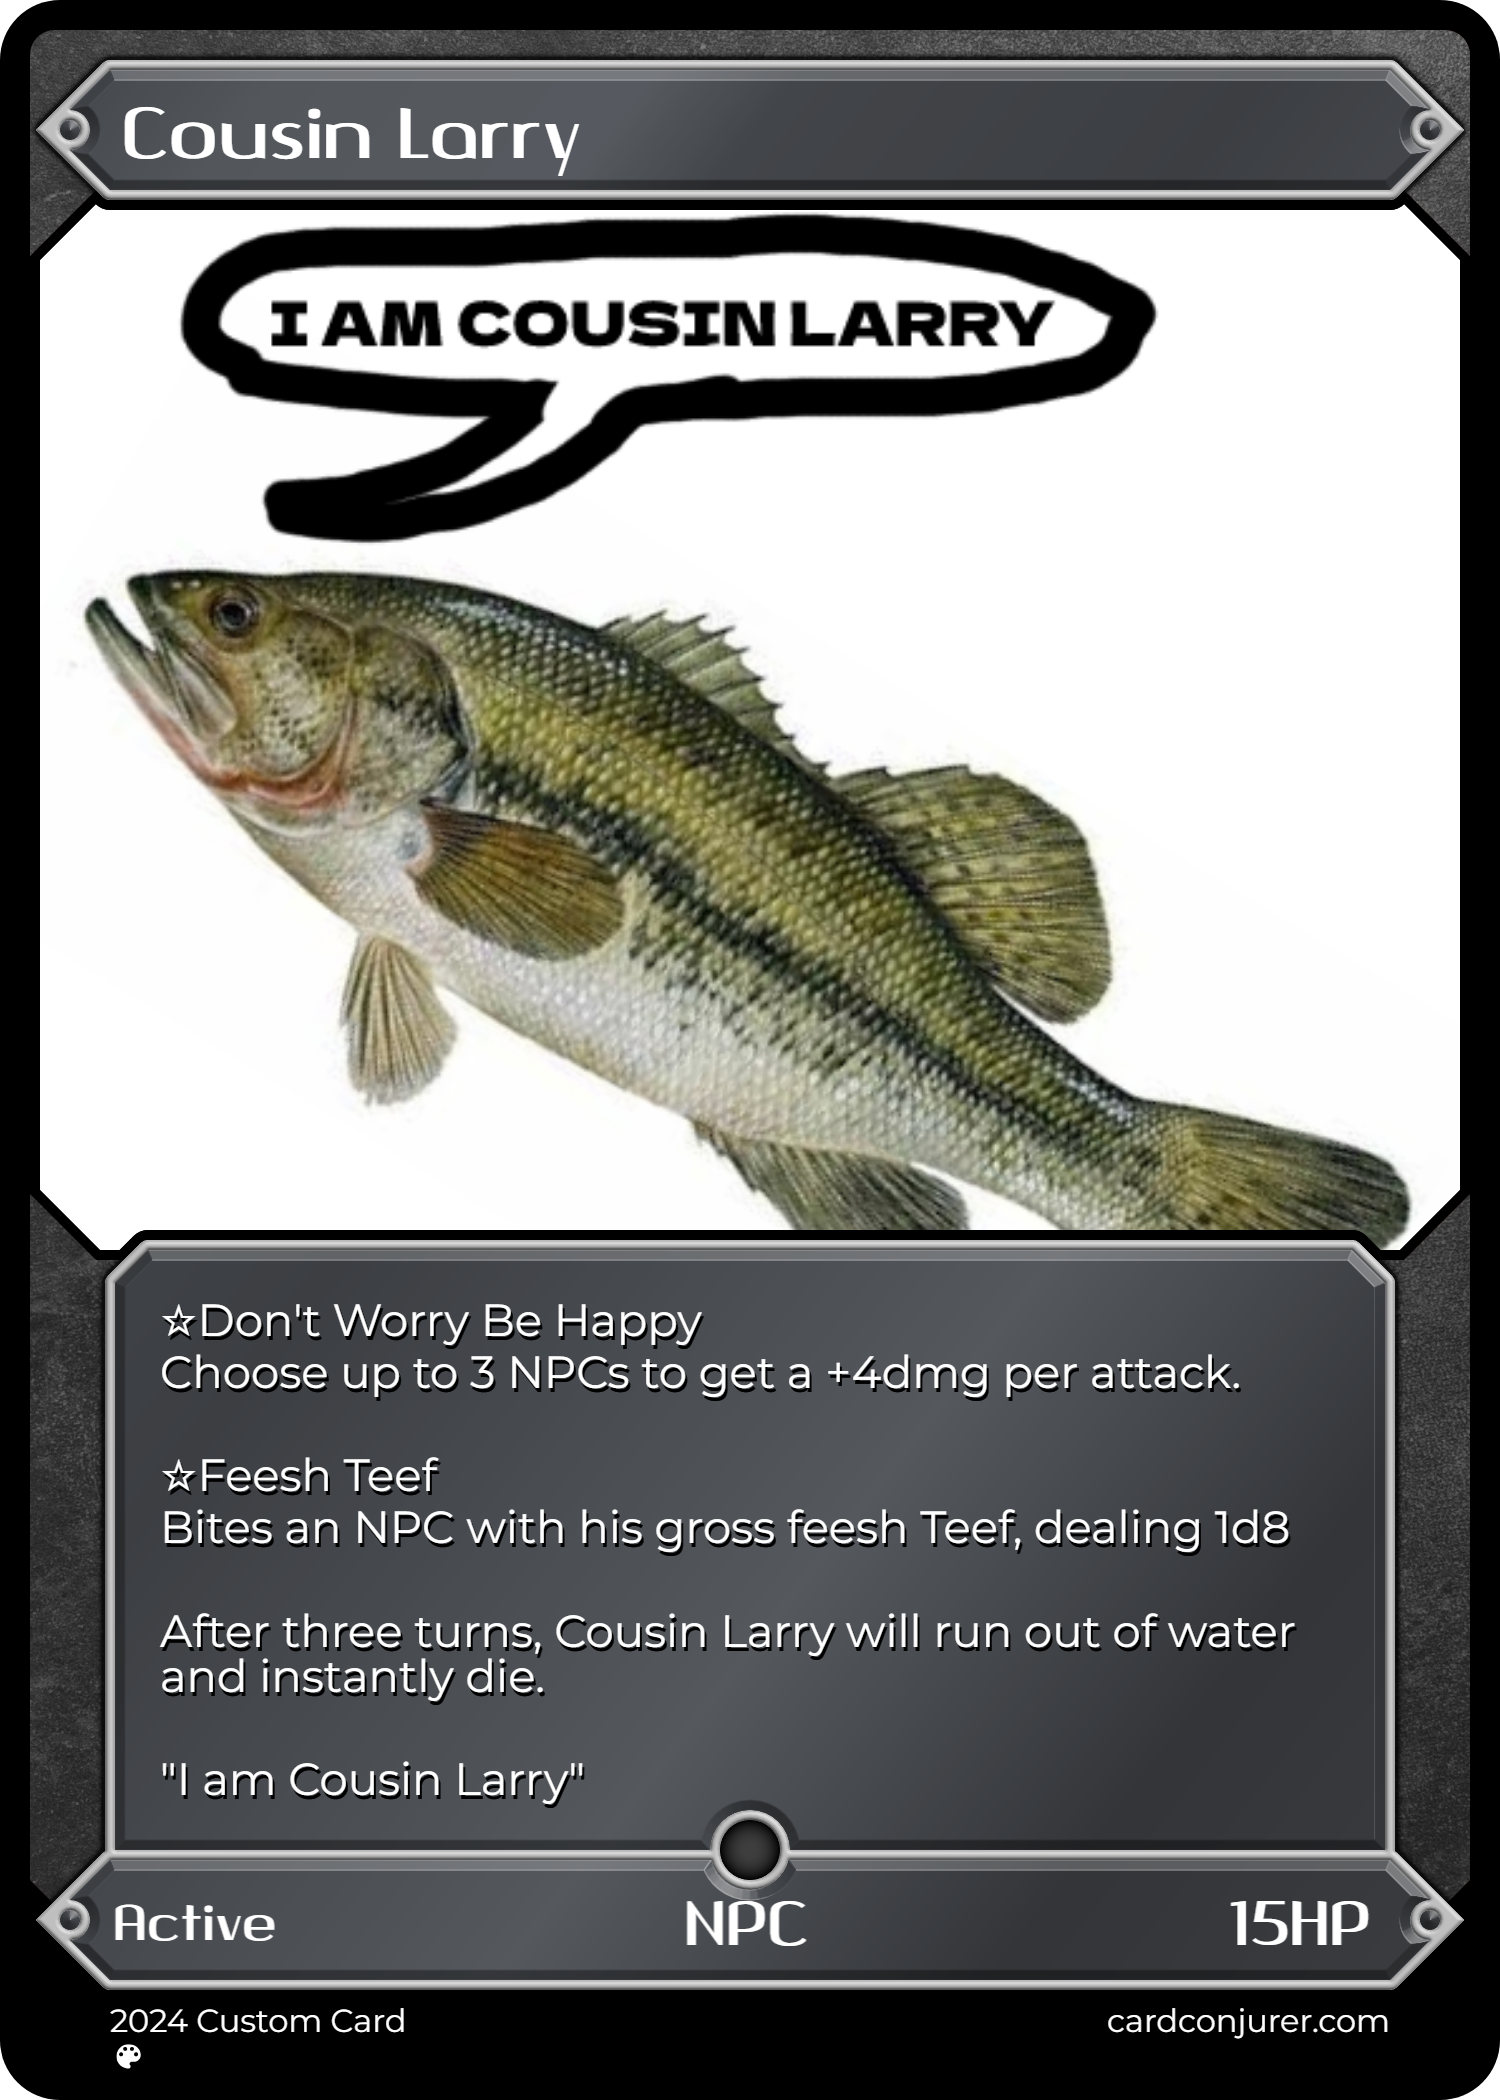 Cousin Larry
I AM COUSIN LARRY
☆Don't Worry Be Happy
Choose up to 3 NPCs to get a +4dmg per attack.
☆Feesh Teef
Bites an NPC with his gross feesh Teef, dealing 1d8
After three turns, Cousin Larry will run out of water
and instantly die.
"I am Cousin Larry"
Active
NPC
15HP
2024 Custom Card
cardconjurer.com